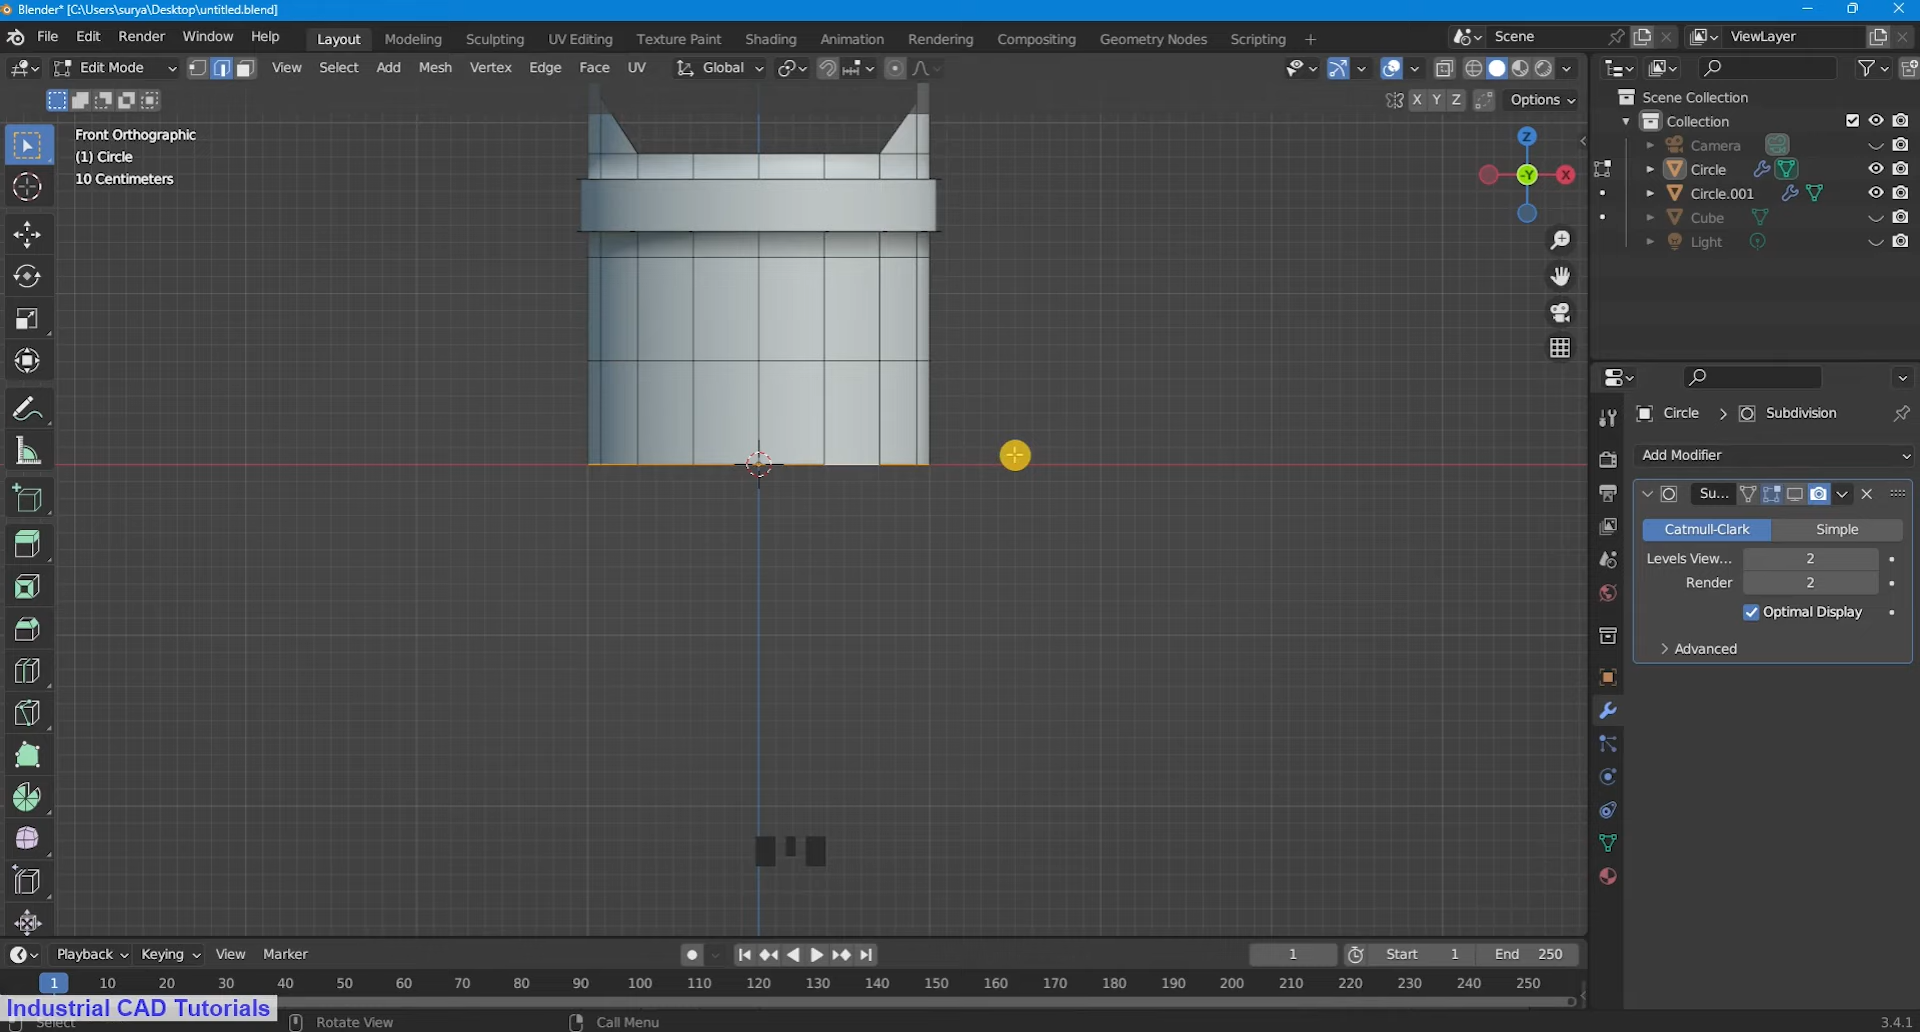 Blender* [C:\Users\surya\Desktop\untitled.blend]
File Edit Render Window Help
Layout Modeling Sculpting UV Editing Texture Paint Shading Animation Rendering Compositing Geometry Nodes Scripting +
Scene
ViewLayer
Edit Mode View Select Add Mesh Vertex Edge Face UV Global
X Y Z Options
Front Orthographic
(1) Circle
10 Centimeters
Z
-Y
X
Scene Collection
Collection
Camera
Circle
Circle.001
Cube
Light
Circle > Subdivision
Add Modifier
Su...
Catmull-Clark Simple
Levels View... 2
Render 2
Optimal Display
Advanced
Playback Keying View Marker
1 Start 1 End 250
1 10 20 30 40 50 60 70 80 90 100 110 120 130 140 150 160 170 180 190 200 210 220 230 240 250
Industrial CAD Tutorials
Select Rotate View Call Menu 3.4.1